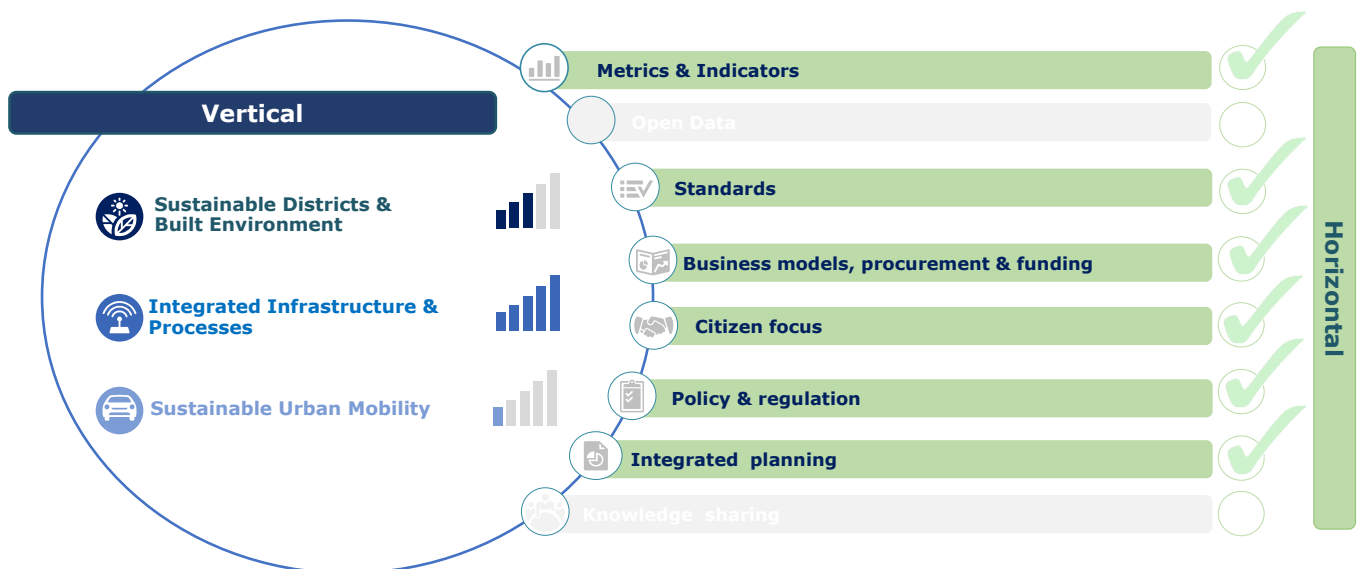 Vertical
Sustainable Districts &
Built Environment
Integrated Infrastructure &
Processes
Sustainable Urban Mobility
Metrics & Indicators
Open Data
Standards
Business models, procurement & funding
Citizen focus
Policy & regulation
Integrated  planning
Knowledge  sharing
Horizontal